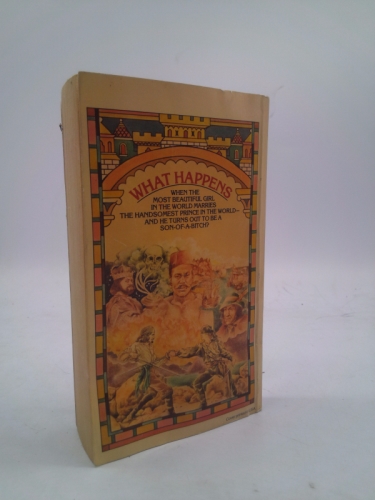 WHAT HAPPENS
WHEN THE
MOST BEAUTIFUL GIRL
IN THE WORLD MARRIES
THE HANDSOMEST PRINCE IN THE WORLD—
AND HE TURNS OUT TO BE A
SON-OF-A-BITCH?